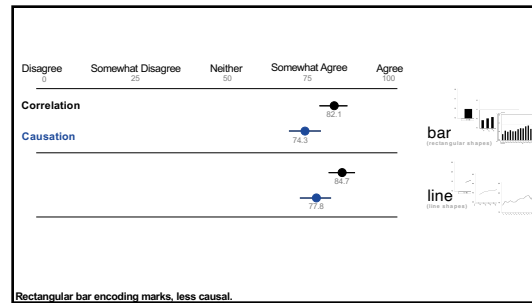 Disagree Somewhat Disagree Neither Somewhat Agree Agree
0 25 50 75 100
Correlation
82.1
Causation
74.3
bar
(rectangular shapes)
84.7
77.8
line
(line shapes)
Rectangular bar encoding marks, less causal.